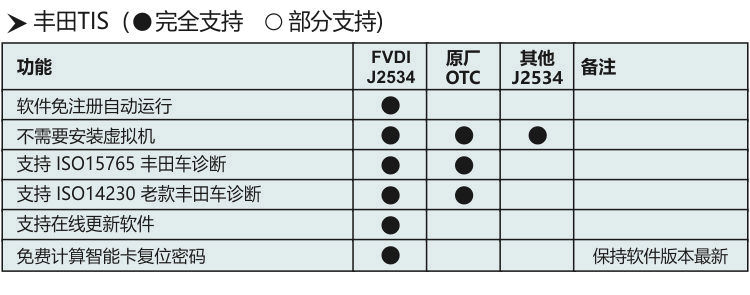 ➤ 丰田TIS (●完全支持 ○ 部分支持)
功能 FVDI J2534 原厂 OTC 其他 J2534 备注
软件免注册自动运行 ●
不需要安装虚拟机 ● ● ●
支持 ISO15765 丰田车诊断 ● ●
支持 ISO14230 老款丰田车诊断 ● ●
支持在线更新软件 ●
免费计算智能卡复位密码 ● 保持软件版本最新